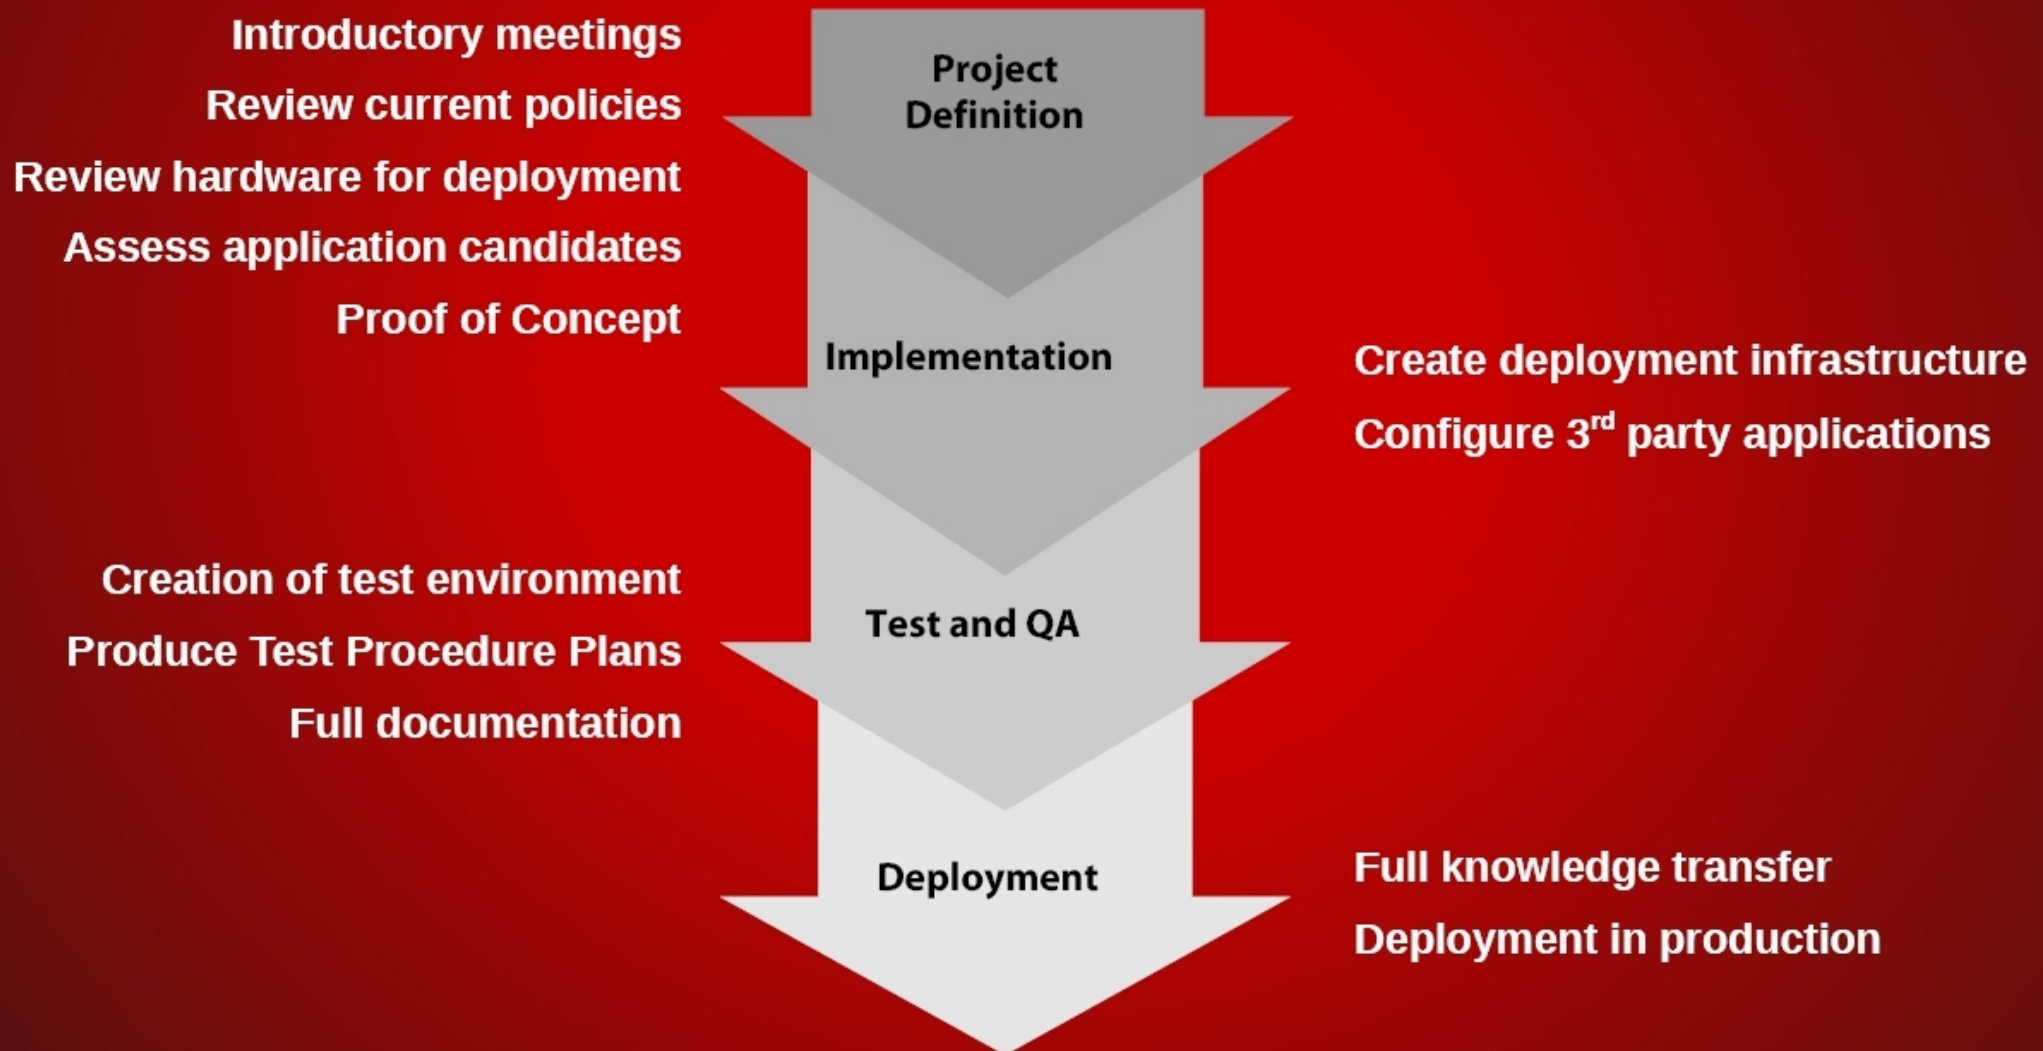 Introductory meetings
Review current policies
Review hardware for deployment
Assess application candidates
Proof of Concept
Project
Definition
Implementation
Create deployment infrastructure
Configure 3rd party applications
Creation of test environment
Produce Test Procedure Plans
Full documentation
Test and QA
Deployment
Full knowledge transfer
Deployment in production